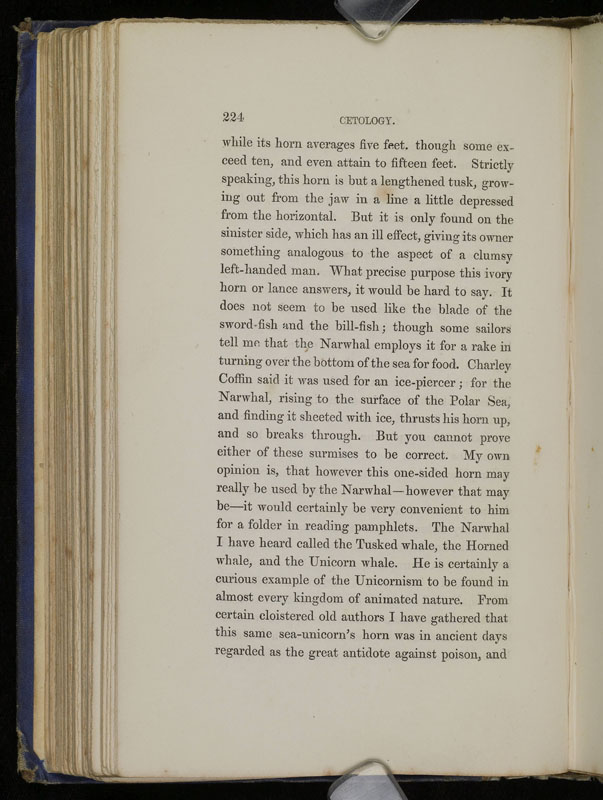 224
CETOLOGY.
while its horn averages five feet. though some ex-
ceed ten, and even attain to fifteen feet. Strictly
speaking, this horn is but a lengthened tusk, grow-
ing out from the jaw in a line a little depressed
from the horizontal. But it is only found on the
sinister side, which has an ill effect, giving its owner
something analogous to the aspect of a clumsy
left-handed man. What precise purpose this ivory
horn or lance answers, it would be hard to say. It
does not seem to be used like the blade of the
sword-fish and the bill-fish; though some sailors
tell me that the Narwhal employs it for a rake in
turning over the bottom of the sea for food. Charley
Coffin said it was used for an ice-piercer; for the
Narwhal, rising to the surface of the Polar Sea,
and finding it sheeted with ice, thrusts his horn up,
and so breaks through. But you cannot prove
either of these surmises to be correct. My own
opinion is, that however this one-sided horn may
really be used by the Narwhal—however that may
be—it would certainly be very convenient to him
for a folder in reading pamphlets. The Narwhal
I have heard called the Tusked whale, the Horned
whale, and the Unicorn whale. He is certainly a
curious example of the Unicornism to be found in
almost every kingdom of animated nature. From
certain cloistered old authors I have gathered that
this same sea-unicorn's horn was in ancient days
regarded as the great antidote against poison, and